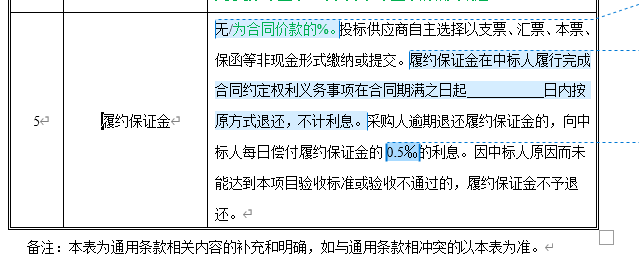 无/为合同价款的%。投标供应商自主选择以支票、汇票、本票、
保函等非现金形式缴纳或提交。履约保证金在中标人履行完成
合同约定权利义务事项在合同期满之日起___________日内按
5 履约保证金 原方式退还，不计利息。采购人逾期退还履约保证金的，向中
标人每日偿付履约保证金的 0.5‰的利息。因中标人原因而未
能达到本项目验收标准或验收不通过的，履约保证金不予退
还。
备注：本表为通用条款相关内容的补充和明确，如与通用条款相冲突的以本表为准。